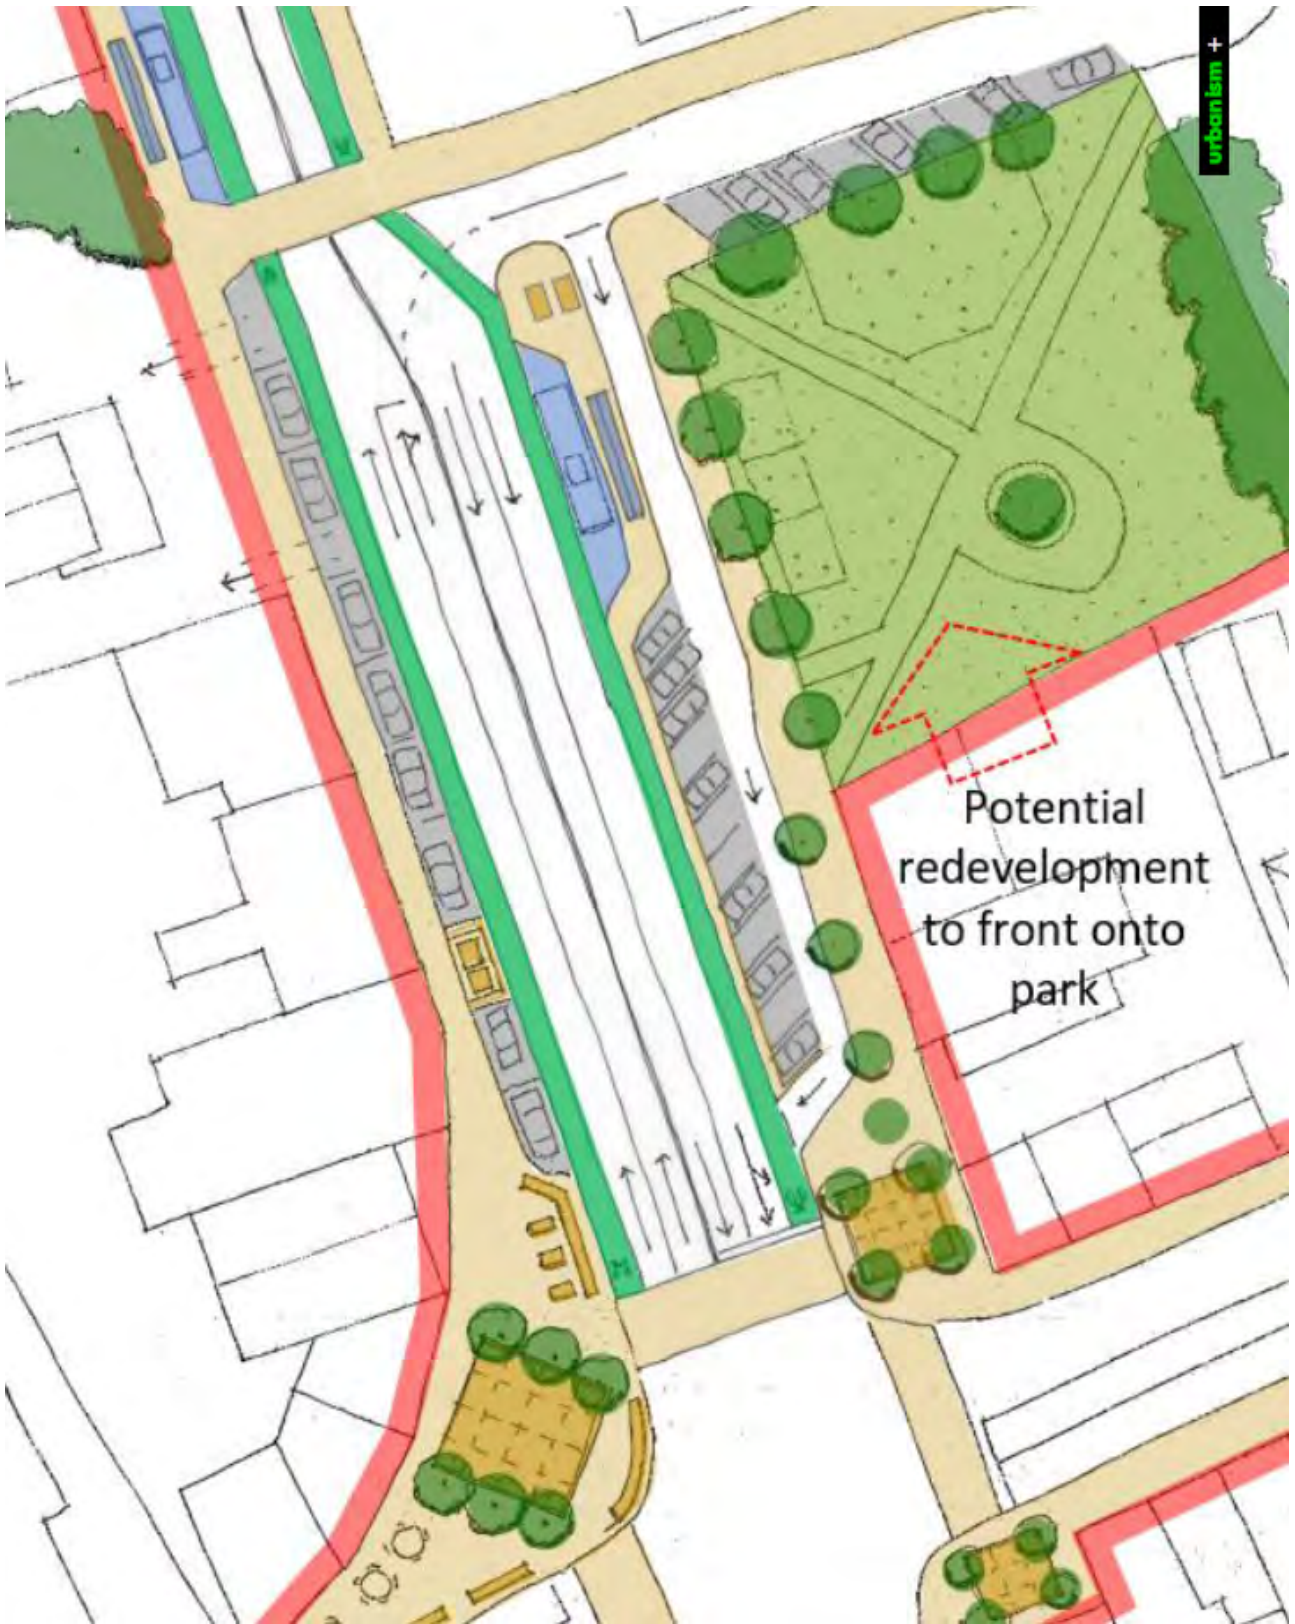 urbanism +
Potential
redevelopment
to front onto
park